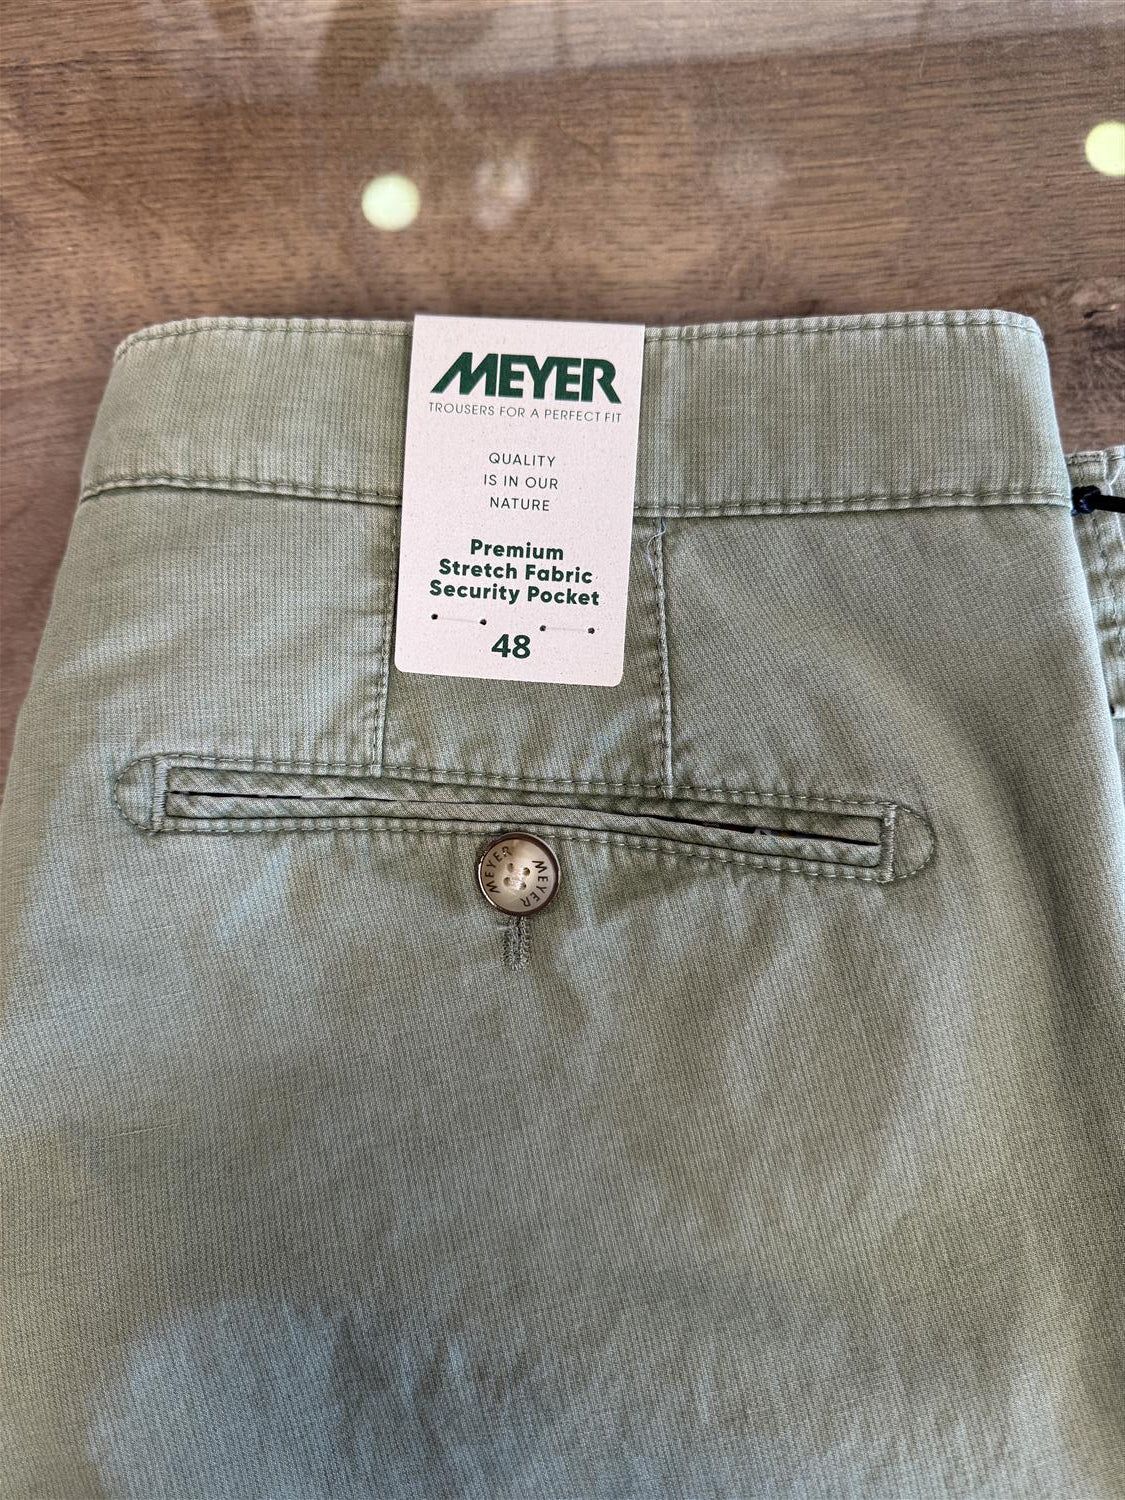 MEYER
TROUSERS FOR A PERFECT FIT
QUALITY
IS IN OUR
NATURE
Premium
Stretch Fabric
Security Pocket
48
MEYER MEYER